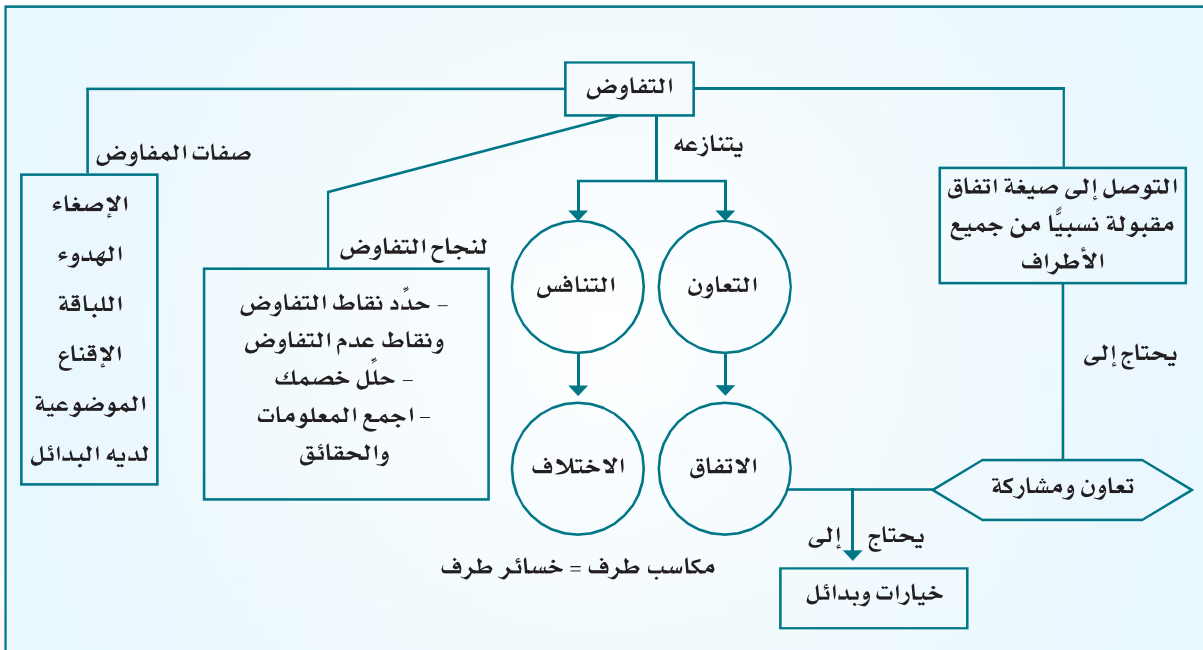 التفاوض
يتنازعه
صفات المفاوض
التوصل إلى صيغة اتفاق
مقبولة نسبيًّا من جميع
الأطراف
الإصغاء
الهدوء
اللباقة
الإقناع
الموضوعية
لديه البدائل
لنجاح التفاوض
– حدِّد نقاط التفاوض
ونقاط عدم التفاوض
– حلِّل خصمك
– اجمع المعلومات
والحقائق
التعاون
التنافس
يحتاج إلى
الاتفاق
الاختلاف
تعاون ومشاركة
يحتاج إلى
مكاسب طرف = خسائر طرف
خيارات وبدائل